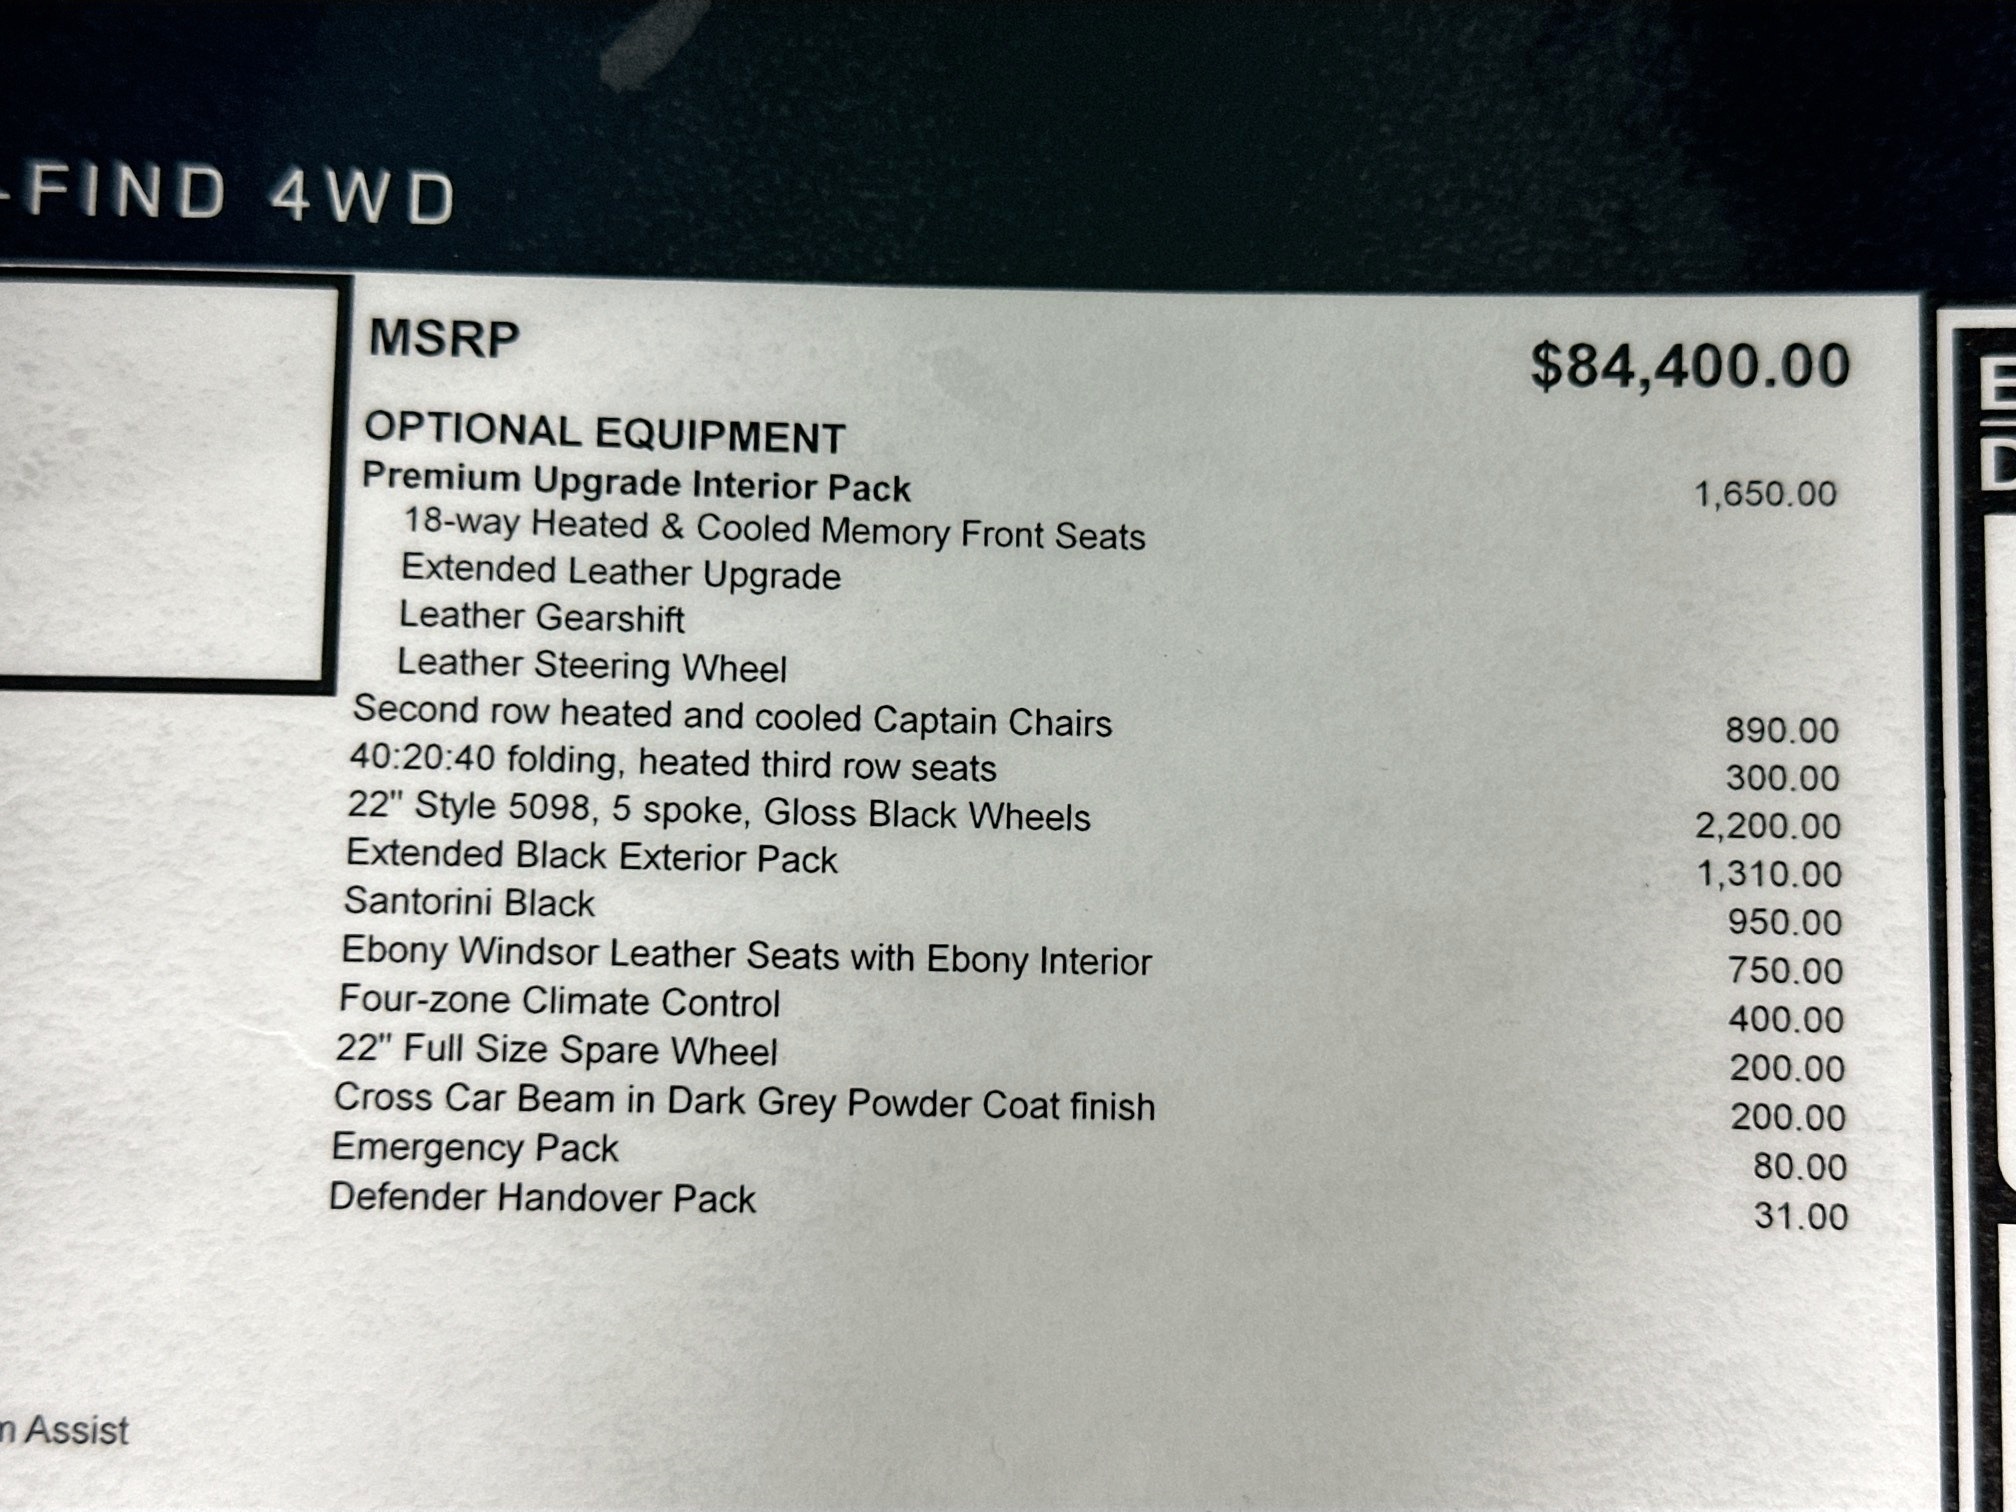 -FIND 4WD
MSRP $84,400.00
OPTIONAL EQUIPMENT
Premium Upgrade Interior Pack 1,650.00
18-way Heated & Cooled Memory Front Seats
Extended Leather Upgrade
Leather Gearshift
Leather Steering Wheel
Second row heated and cooled Captain Chairs 890.00
40:20:40 folding, heated third row seats 300.00
22" Style 5098, 5 spoke, Gloss Black Wheels 2,200.00
Extended Black Exterior Pack 1,310.00
Santorini Black 950.00
Ebony Windsor Leather Seats with Ebony Interior 750.00
Four-zone Climate Control 400.00
22" Full Size Spare Wheel 200.00
Cross Car Beam in Dark Grey Powder Coat finish 200.00
Emergency Pack 80.00
Defender Handover Pack 31.00
Assist